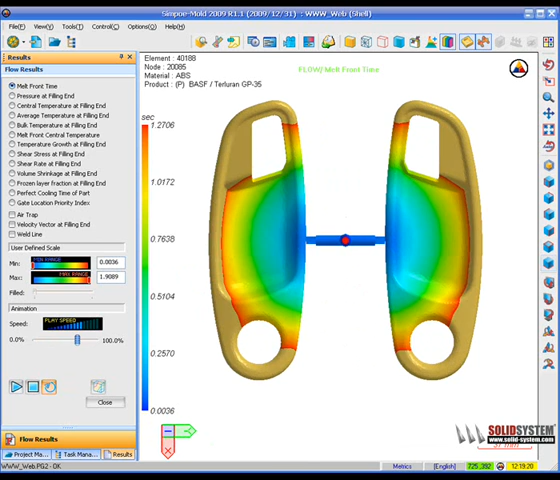 Simpoe-Mold 2009 R1.1 (2009/12/31) : WWW_Web (Shell)
File(F) View(V) Tools(T) Control(C) Options(O) Help(H)
Results
Flow Results
Melt Front Time
Pressure at Filling End
Central Temperature at Filling End
Average Temperature at Filling End
Bulk Temperature at Filling End
Melt Front Central Temperature
Temperature Growth at Filling End
Shear Stress at Filling End
Shear Rate at Filling End
Volume Shrinkage at Filling End
Frozen layer fraction at Filling End
Perfect Cooling Time of Part
Gate Location Priority Index
Air Trap
Velocity Vector at Filling End
Weld Line
User Defined Scale
Min: MIN RANGE 0.0036
Max: MAX RANGE 1.9089
Filled:
Animation
Speed: PLAY SPEED
0.0% 100.0%
Close
Flow Results
Project Ma... Task Mana... Results
WWW_Web.PG2 - OK
Element : 40188
Node : 20085
Material : ABS
Product : (P) BASF / Terluran GP-35
FLOW/ Melt Front Time
sec
1.2706
1.0172
0.7638
0.5104
0.2570
0.0036
SOLIDSYSTEM
www.solid-system.com
Metrics [English] 725,392 12:19:20